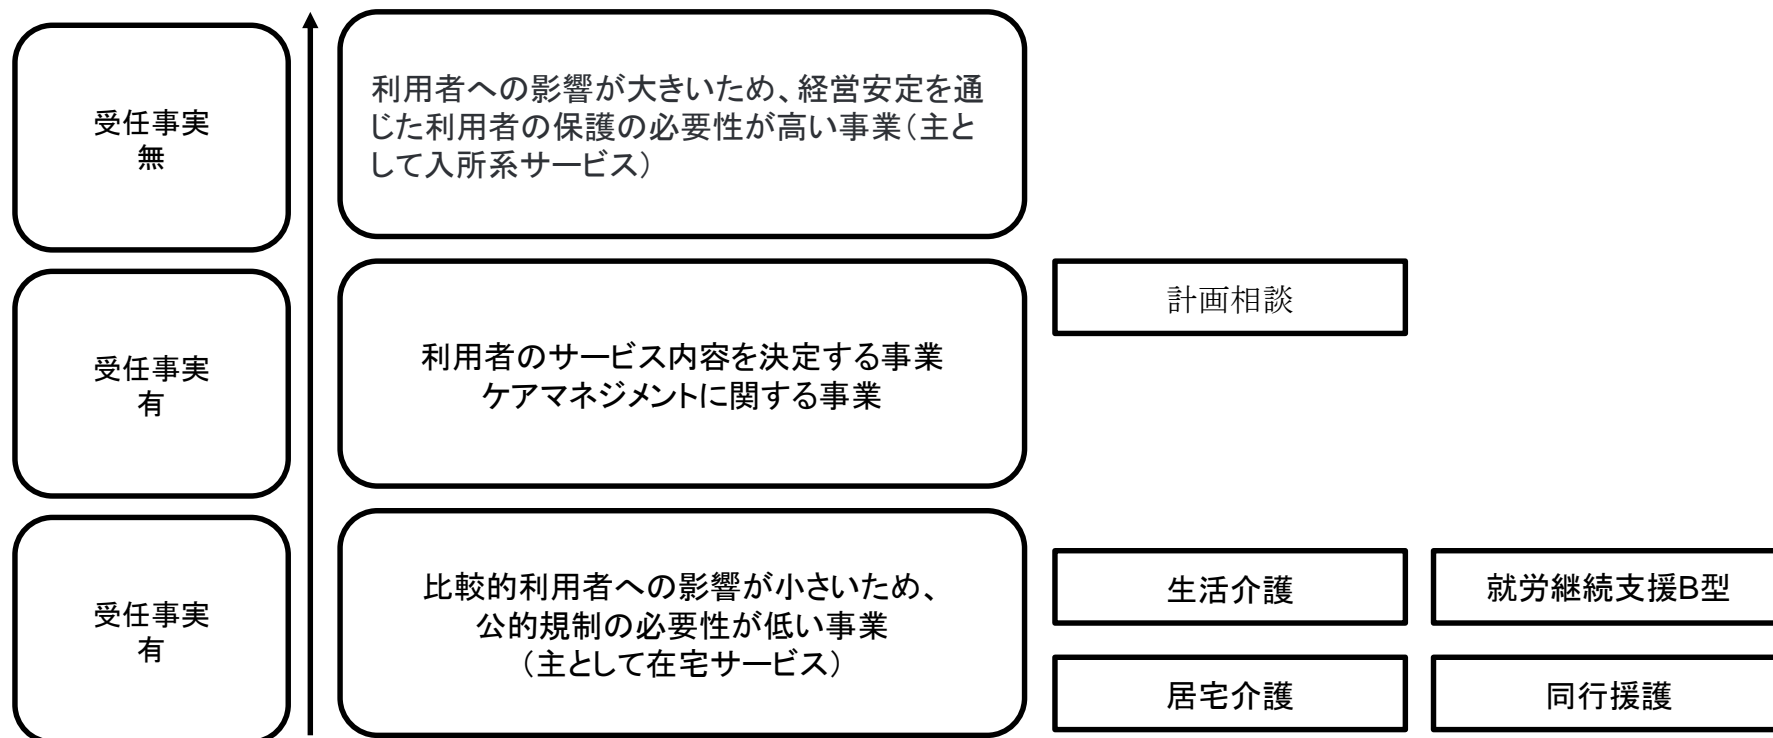 受任事実
無
利用者への影響が大きいため、経営安定を通
じた利用者の保護の必要性が高い事業（主と
して入所系サービス）
受任事実
有
利用者のサービス内容を決定する事業
ケアマネジメントに関する事業
計画相談
受任事実
有
比較的利用者への影響が小さいため、
公的規制の必要性が低い事業
（主として在宅サービス）
生活介護
就労継続支援B型
居宅介護
同行援護